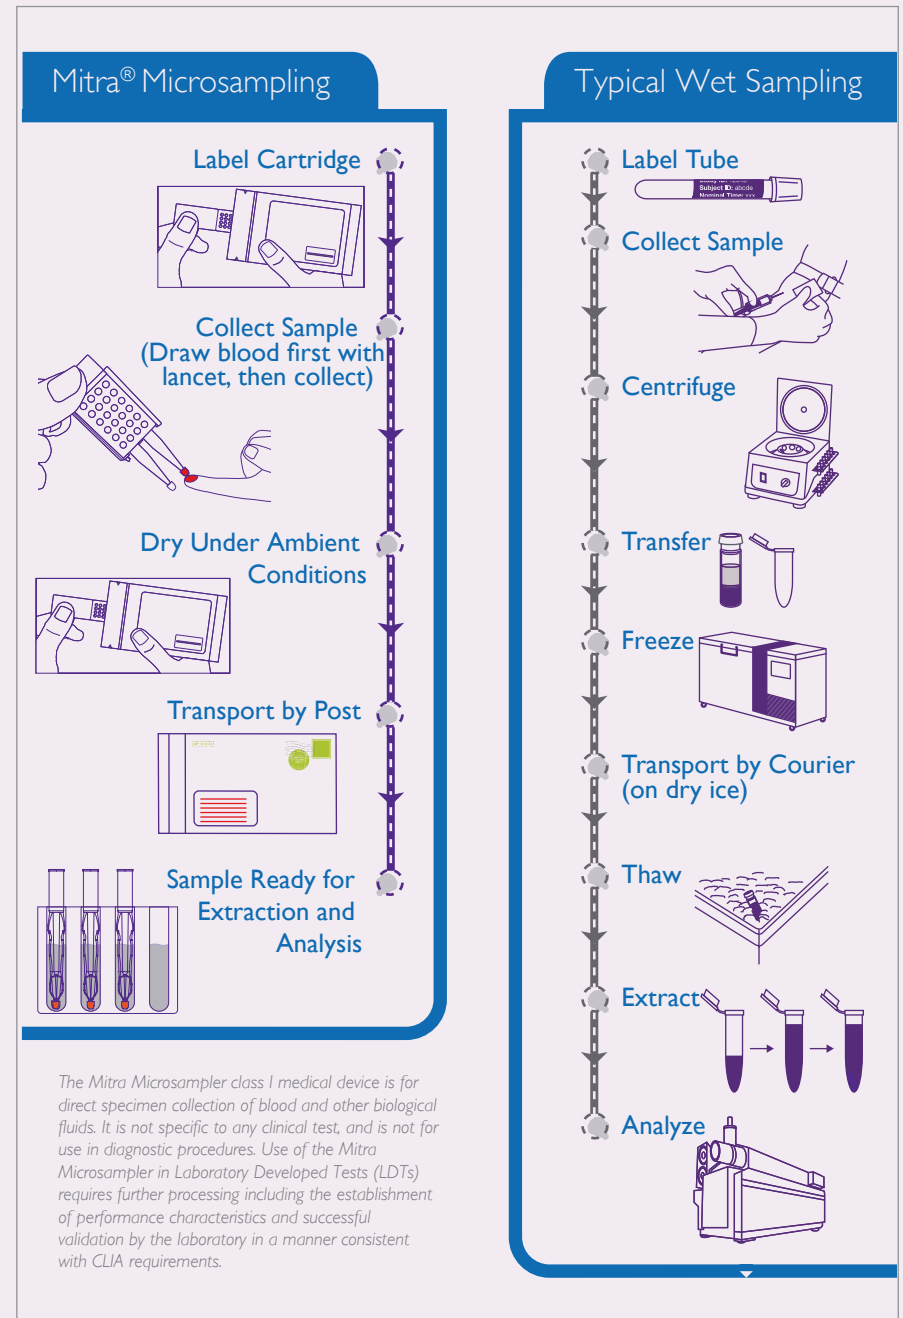 Mitra® Microsampling
Label Cartridge
Collect Sample
(Draw blood first with
lancet, then collect)
Dry Under Ambient
Conditions
Transport by Post
Sample Ready for
Extraction and
Analysis
The Mitra Microsampler class I medical device is for
direct specimen collection of blood and other biological
fluids. It is not specific to any clinical test, and is not for
use in diagnostic procedures. Use of the Mitra
Microsampler in Laboratory Developed Tests (LDTs)
requires further processing including the establishment
of performance characteristics and successful
validation by the laboratory in a manner consistent
with CLIA requirements.
Typical Wet Sampling
Label Tube
Subject ID: abcde
Nominal Time: xxx
Collect Sample
Centrifuge
Transfer
Freeze
Transport by Courier
(on dry ice)
Thaw
Extract
Analyze